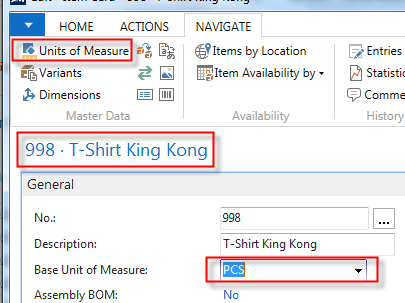 HOME ACTIONS NAVIGATE
Units of Measure Items by Location Entries
Variants Item Availability by Statistic
Dimensions Comme
Master Data Availability History
998 · T-Shirt King Kong
General
No.: 998 ...
Description: T-Shirt King Kong
Base Unit of Measure: PCS
Assembly BOM: No